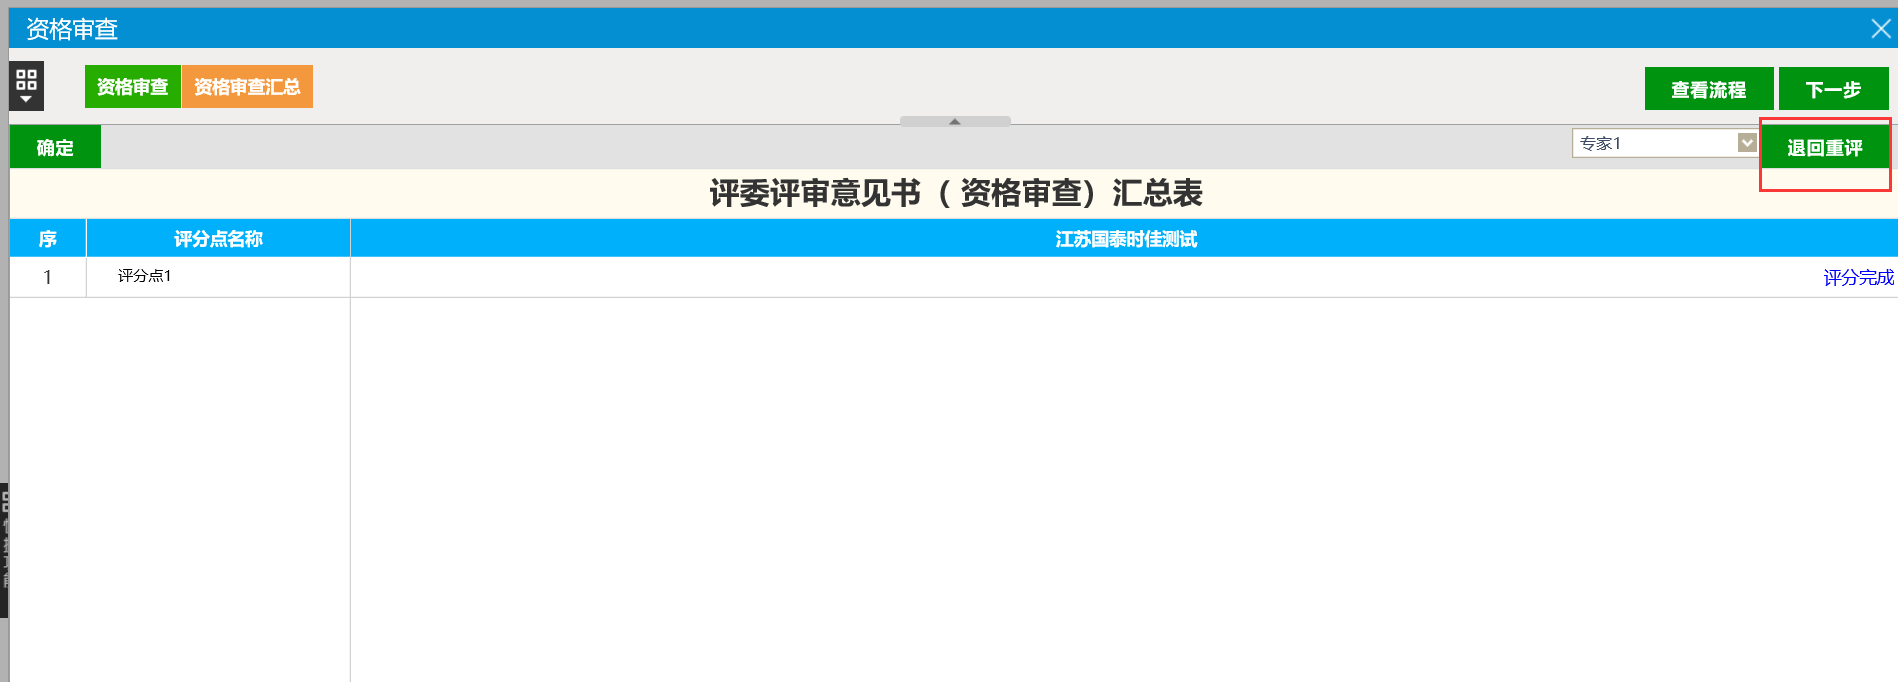 资格审查
资格审查 资格审查汇总 查看流程 下一步
确定 专家1 退回重评
评委评审意见书（ 资格审查）汇总表
序 评分点名称 江苏国泰时佳测试
1 评分点1 评分完成